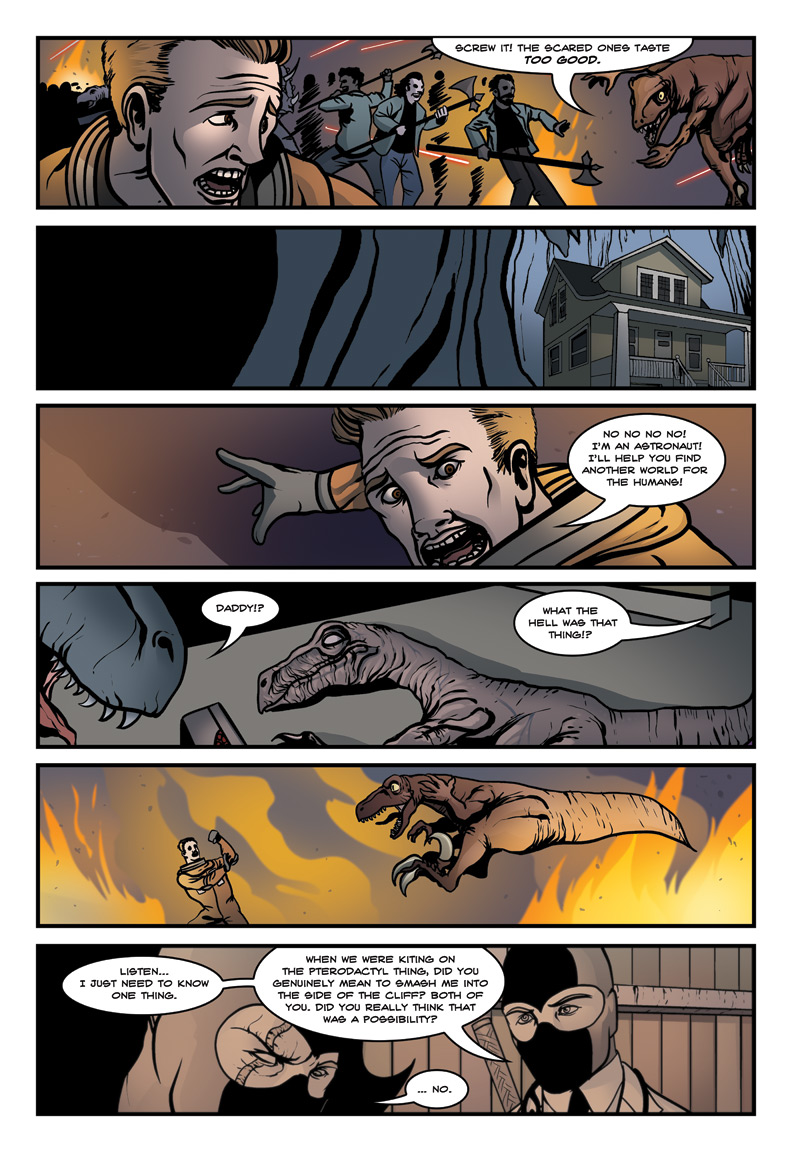 SCREW IT! THE SCARED ONES TASTE
TOO GOOD.
NO NO NO NO!
I'M AN ASTRONAUT!
I'LL HELP YOU FIND
ANOTHER WORLD FOR
THE HUMANS!
DADDY!?
WHAT THE
HELL WAS THAT
THING!?
LISTEN...
I JUST NEED TO KNOW
ONE THING.
WHEN WE WERE KITING ON
THE PTERODACTYL THING, DID YOU
GENUINELY MEAN TO SMASH ME INTO
THE SIDE OF THE CLIFF? BOTH OF
YOU. DID YOU REALLY THINK THAT
WAS A POSSIBILITY?
... NO.